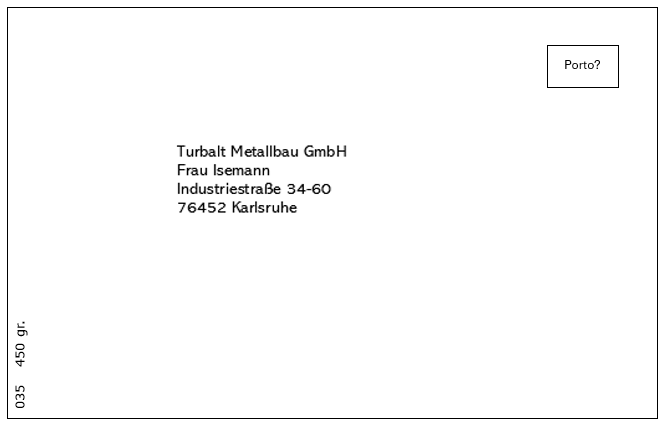 Porto?
Turbalt Metallbau GmbH
Frau Isemann
Industriestraße 34-60
76452 Karlsruhe
035 450 gr.